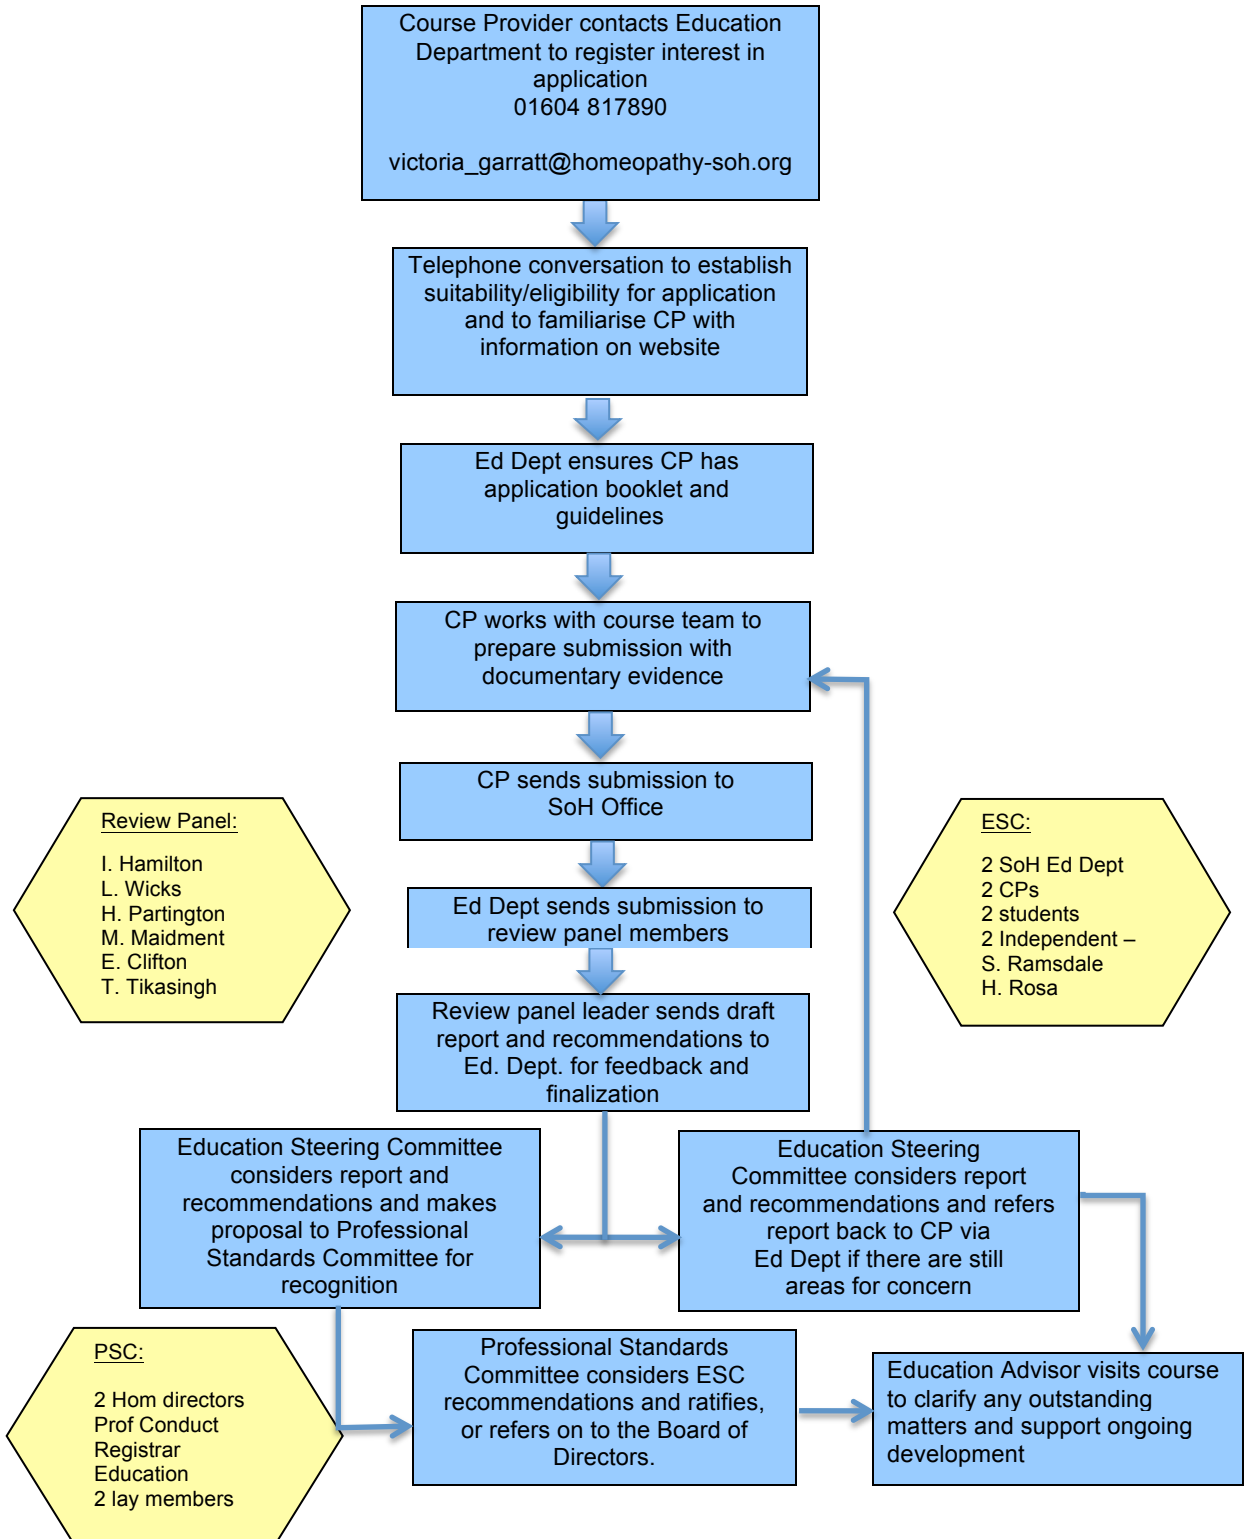 Course Provider contacts Education
Department to register interest in
application
01604 817890
victoria_garratt@homeopathy-soh.org
Telephone conversation to establish
suitability/eligibility for application
and to familiarise CP with
information on website
Ed Dept ensures CP has
application booklet and
guidelines
CP works with course team to
prepare submission with
documentary evidence
CP sends submission to
SoH Office
Review Panel:
I. Hamilton
L. Wicks
H. Partington
M. Maidment
E. Clifton
T. Tikasingh
ESC:
2 SoH Ed Dept
2 CPs
2 students
2 Independent –
S. Ramsdale
H. Rosa
Ed Dept sends submission to
review panel members
Review panel leader sends draft
report and recommendations to
Ed. Dept. for feedback and
finalization
Education Steering Committee
considers report and
recommendations and makes
proposal to Professional
Standards Committee for
recognition
Education Steering
Committee considers report
and recommendations and refers
report back to CP via
Ed Dept if there are still
areas for concern
PSC:
2 Hom directors
Prof Conduct
Registrar
Education
2 lay members
Professional Standards
Committee considers ESC
recommendations and ratifies,
or refers on to the Board of
Directors.
Education Advisor visits course
to clarify any outstanding
matters and support ongoing
development